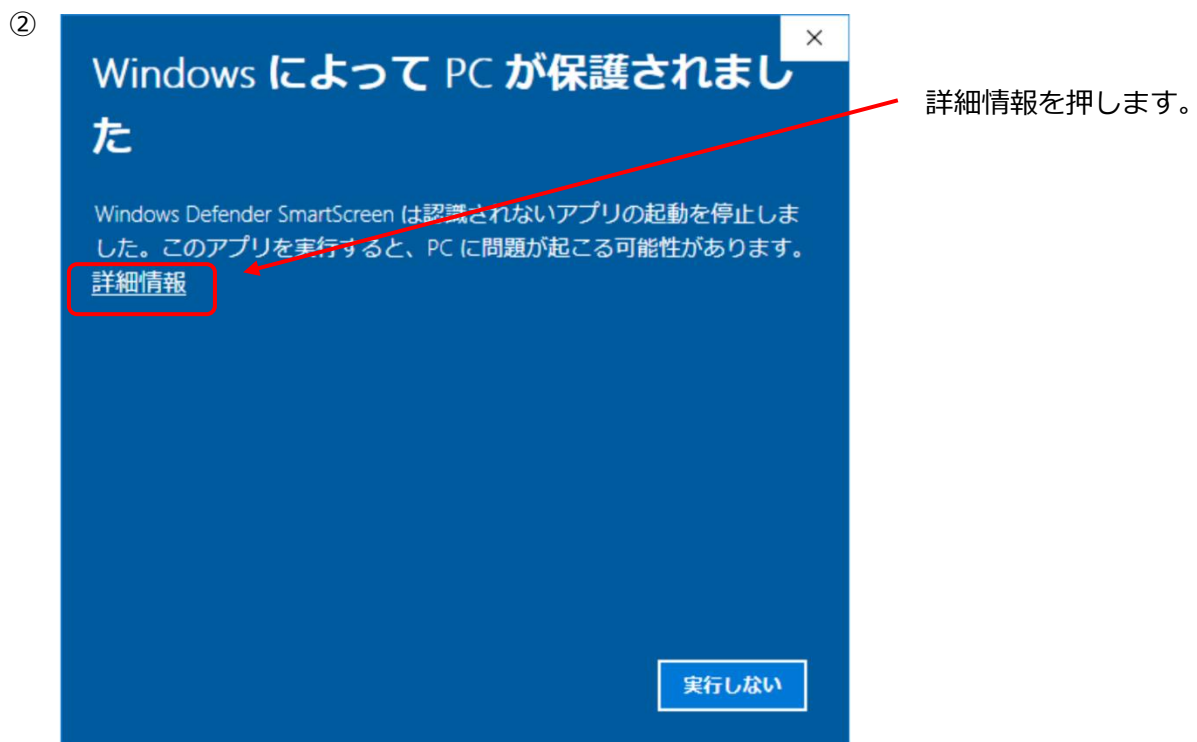 ②
Windows によって PC が保護されまし
た
詳細情報を押します。
Windows Defender SmartScreen は認識されないアプリの起動を停止しま
した。このアプリを実行すると、PC に問題が起こる可能性があります。
詳細情報
実行しない